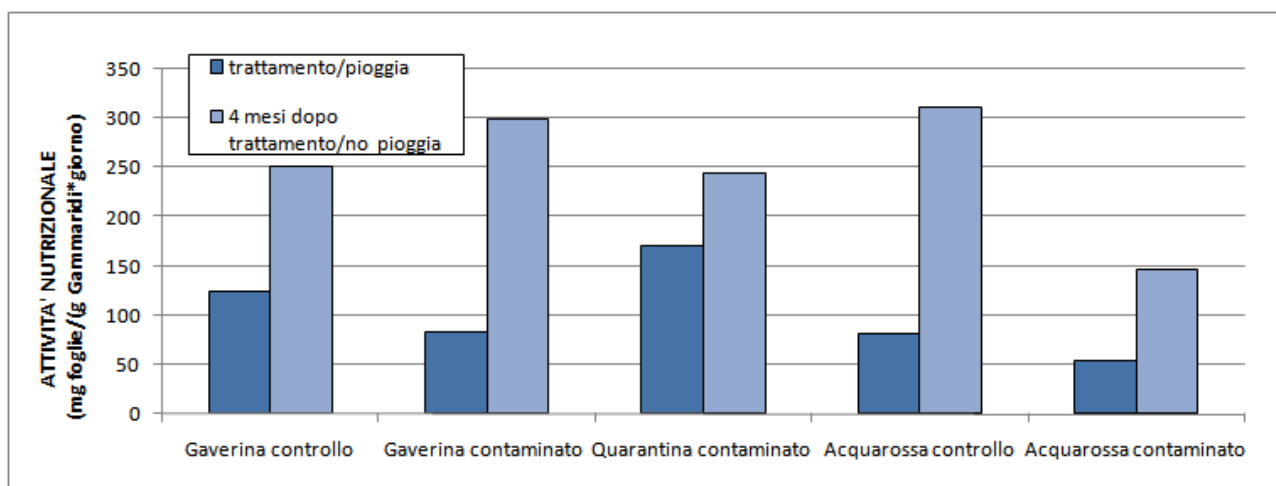 trattamento/pioggia
4 mesi dopo
trattamento/no pioggia
ATTIVITA' NUTRIZIONALE
(mg foglie/(g Gammaridi*giorno)
350
300
250
200
150
100
50
0
Gaverina controllo
Gaverina contaminato
Quarantina contaminato
Acquarossa controllo
Acquarossa contaminato